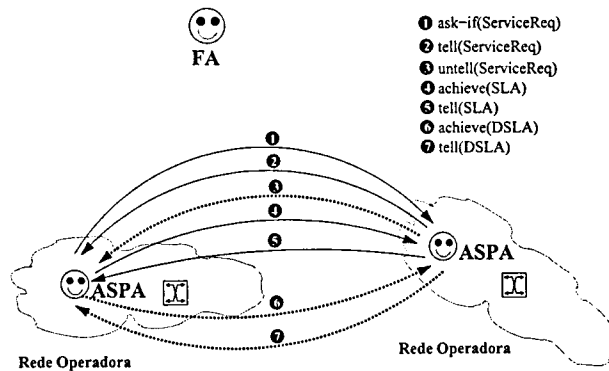 FA
❶ ask-if(ServiceReq)
❷ tell(ServiceReq)
❸ untell(ServiceReq)
❹ achieve(SLA)
❺ tell(SLA)
❻ achieve(DSLA)
❼ tell(DSLA)
❶
❷
❸
❹
❺
❻
❼
ASPA
ASPA
Rede Operadora
Rede Operadora